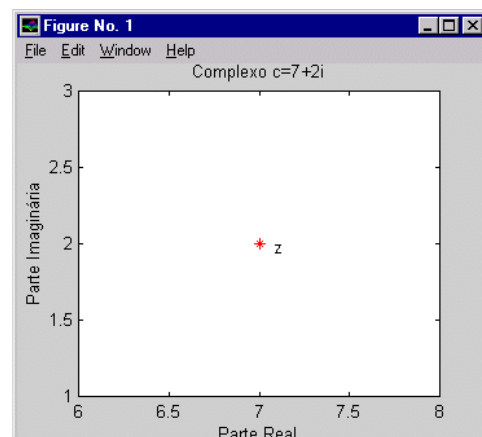 Figure No. 1
File Edit Window Help
Complexo c=7+2i
3
2.5
2
1.5
1
Parte Imaginária
z
6 6.5 7 7.5 8
Parte Real